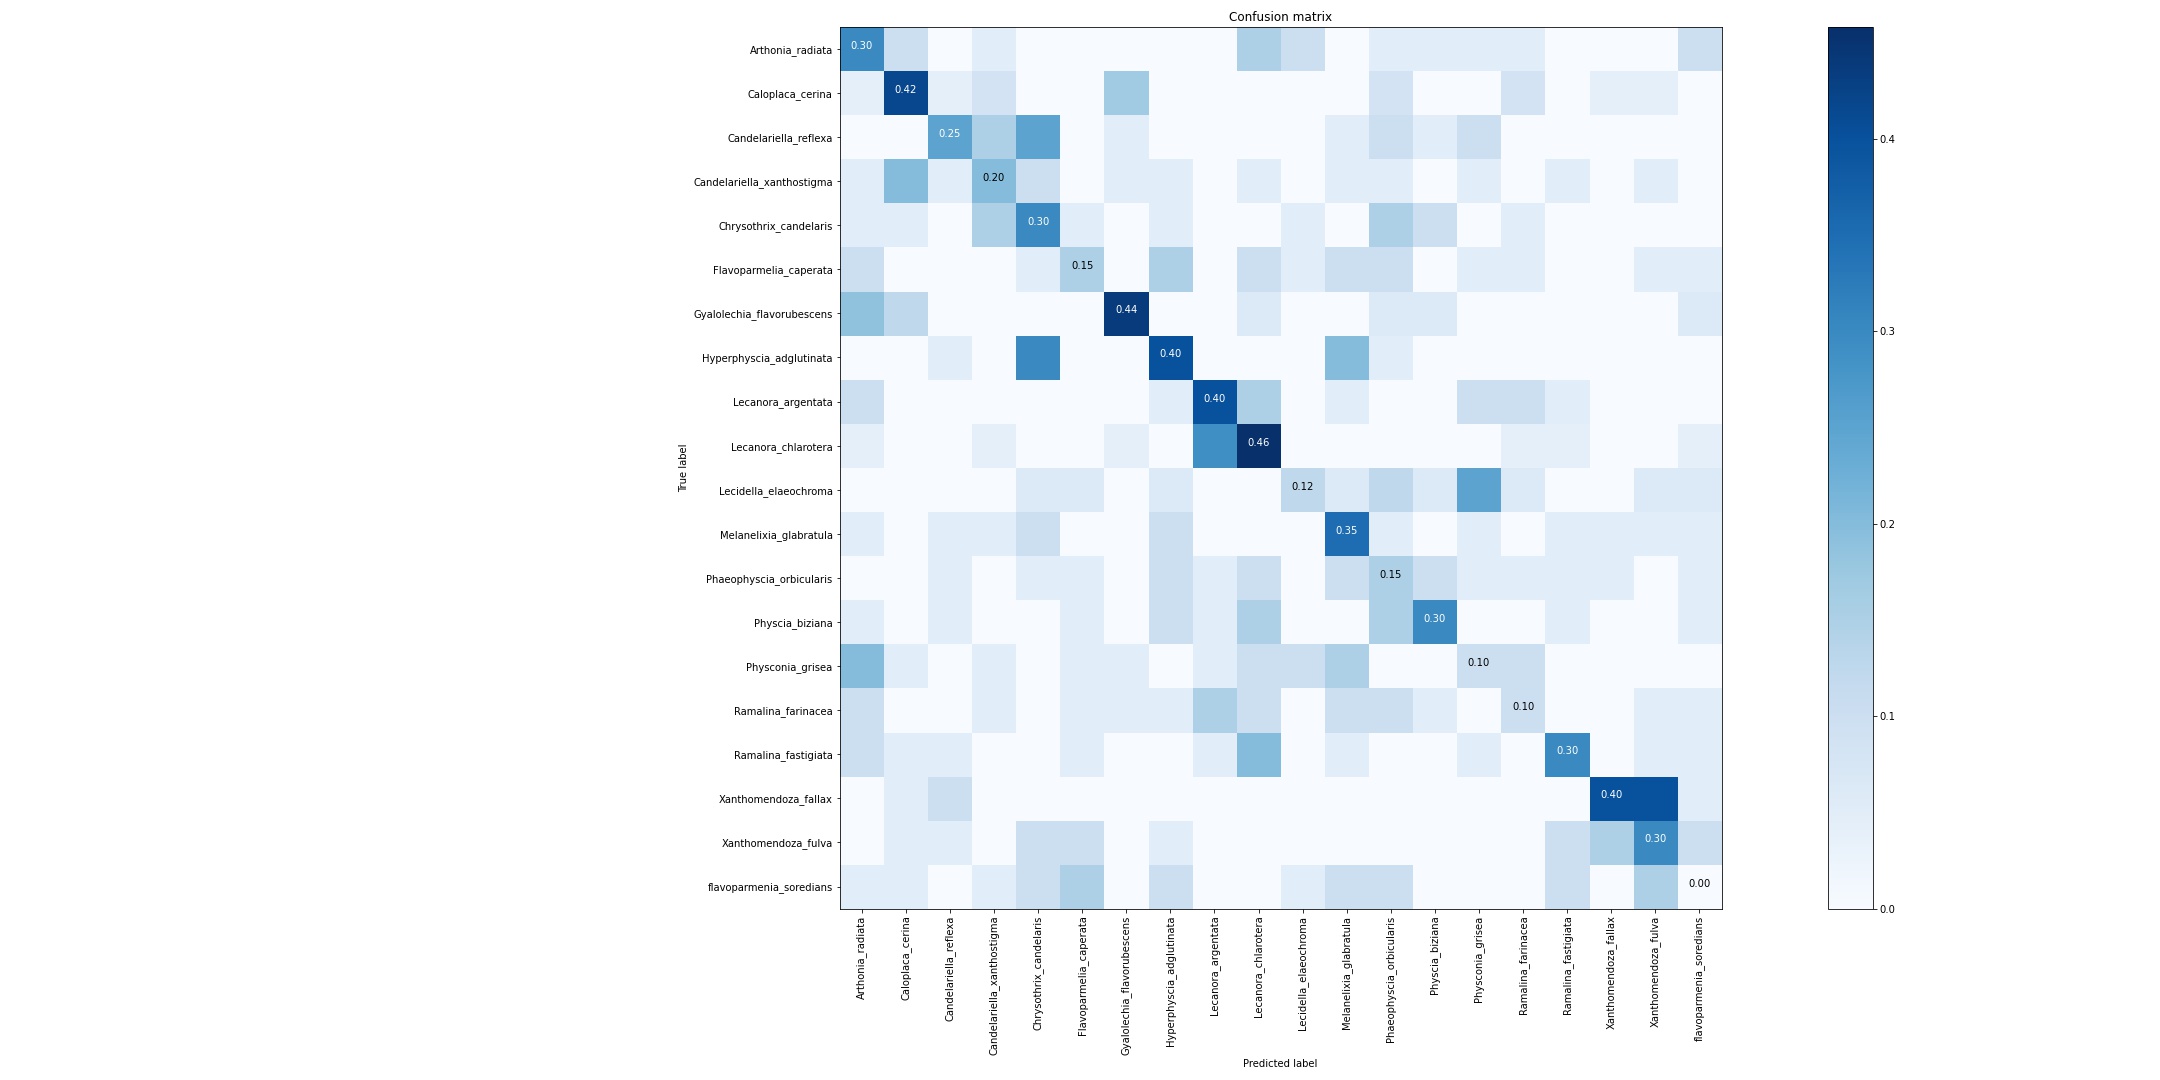 Confusion matrix
True label
Arthonia_radiata
Caloplaca_cerina
Candelariella_reflexa
Candelariella_xanthostigma
Chrysothrix_candelaris
Flavoparmelia_caperata
Gyalolechia_flavorubescens
Hyperphyscia_adglutinata
Lecanora_argentata
Lecanora_chlarotera
Lecidella_elaeochroma
Melanelixia_glabratula
Phaeophyscia_orbicularis
Physcia_biziana
Physconia_grisea
Ramalina_farinacea
Ramalina_fastigiata
Xanthomendoza_fallax
Xanthomendoza_fulva
flavoparmenia_soredians
0.30
0.42
0.25
0.20
0.30
0.15
0.44
0.40
0.40
0.46
0.12
0.35
0.15
0.30
0.10
0.10
0.30
0.40
0.30
0.00
Arthonia_radiata
Caloplaca_cerina
Candelariella_reflexa
Candelariella_xanthostigma
Chrysothrix_candelaris
Flavoparmelia_caperata
Gyalolechia_flavorubescens
Hyperphyscia_adglutinata
Lecanora_argentata
Lecanora_chlarotera
Lecidella_elaeochroma
Melanelixia_glabratula
Phaeophyscia_orbicularis
Physcia_biziana
Physconia_grisea
Ramalina_farinacea
Ramalina_fastigiata
Xanthomendoza_fallax
Xanthomendoza_fulva
flavoparmenia_soredians
Predicted label
0.4
0.3
0.2
0.1
0.0